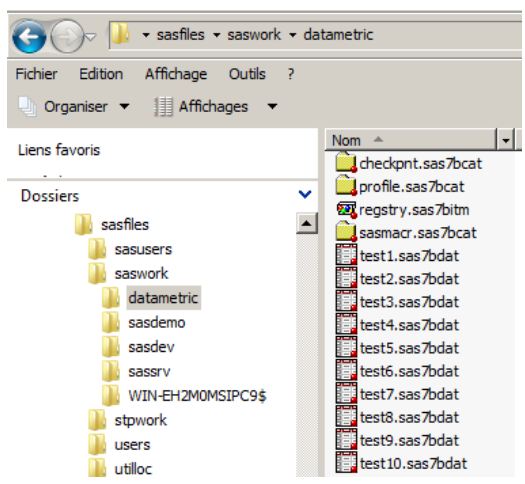 sasfiles saswork datametric
Fichier Edition Affichage Outils ?
Organiser Affichages
Liens favoris
Dossiers
sasfiles
sasusers
saswork
datametric
sasdemo
sasdev
sassrv
WIN-EH2M0MSIPC9$
stpwork
users
utilloc
Nom
checkpnt.sas7bcat
profile.sas7bcat
regstry.sas7bitm
sasmacr.sas7bcat
test1.sas7bdat
test2.sas7bdat
test3.sas7bdat
test4.sas7bdat
test5.sas7bdat
test6.sas7bdat
test7.sas7bdat
test8.sas7bdat
test9.sas7bdat
test10.sas7bdat